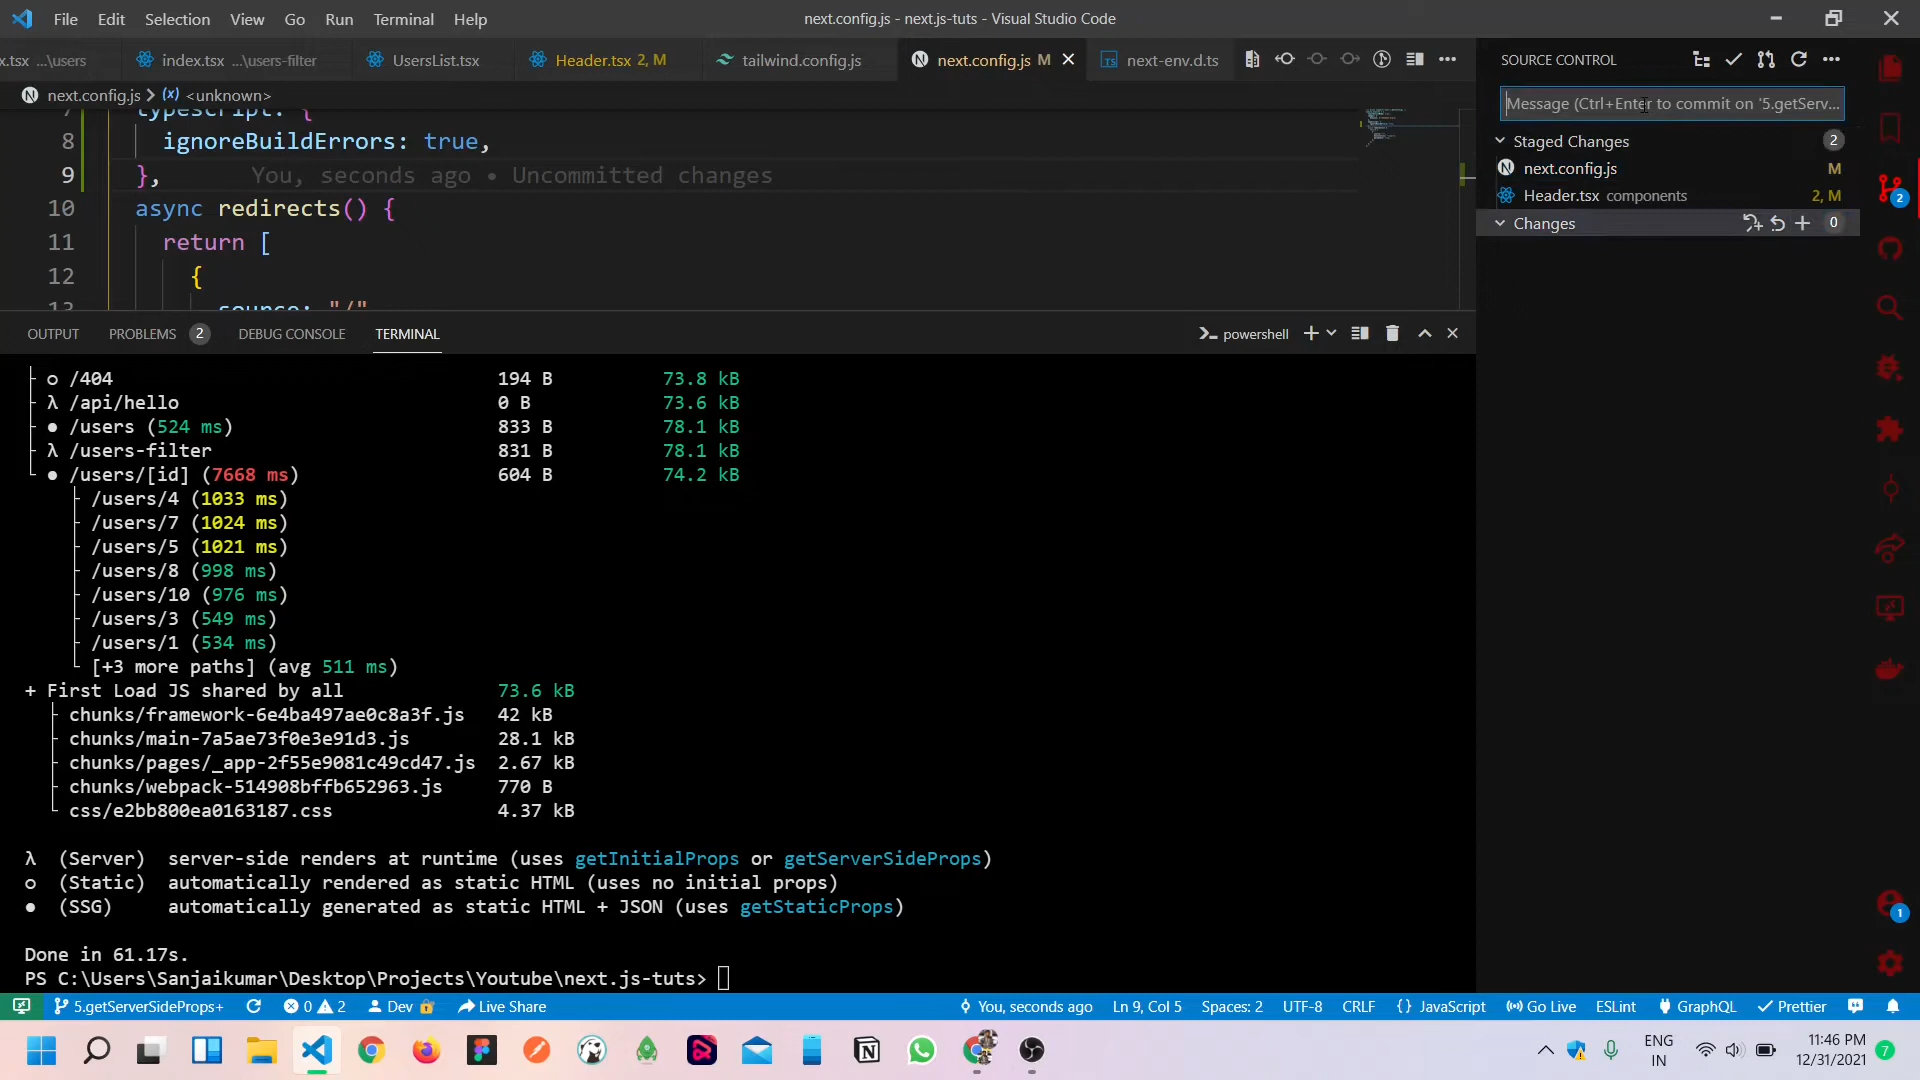 File Edit Selection View Go Run Terminal Help next.config.js - next.js-tuts - Visual Studio Code
x.tsx ...\users index.tsx ...\users-filter UsersList.tsx Header.tsx 2, M tailwind.config.js next.config.js M next-env.d.ts
SOURCE CONTROL
next.config.js > <unknown>
Message (Ctrl+Enter to commit on '5.getServ...
typescript: {
8 ignoreBuildErrors: true,
9 }, You, seconds ago • Uncommitted changes
10 async redirects() {
11 return [
12 {
13 source: "/"
Staged Changes 2
next.config.js M
Header.tsx components 2, M
Changes 0
OUTPUT PROBLEMS 2 DEBUG CONSOLE TERMINAL powershell
○ /404 194 B 73.8 kB
λ /api/hello 0 B 73.6 kB
● /users (524 ms) 833 B 78.1 kB
λ /users-filter 831 B 78.1 kB
● /users/[id] (7668 ms) 604 B 74.2 kB
/users/4 (1033 ms)
/users/7 (1024 ms)
/users/5 (1021 ms)
/users/8 (998 ms)
/users/10 (976 ms)
/users/3 (549 ms)
/users/1 (534 ms)
[+3 more paths] (avg 511 ms)
+ First Load JS shared by all 73.6 kB
chunks/framework-6e4ba497ae0c8a3f.js 42 kB
chunks/main-7a5ae73f0e3e91d3.js 28.1 kB
chunks/pages/_app-2f55e9081c49cd47.js 2.67 kB
chunks/webpack-514908bffb652963.js 770 B
css/e2bb800ea0163187.css 4.37 kB
λ (Server) server-side renders at runtime (uses getInitialProps or getServerSideProps)
○ (Static) automatically rendered as static HTML (uses no initial props)
● (SSG) automatically generated as static HTML + JSON (uses getStaticProps)
Done in 61.17s.
PS C:\Users\Sanjaikumar\Desktop\Projects\Youtube\next.js-tuts>
2
1
5.getServerSideProps+ 0 2 Dev Live Share You, seconds ago Ln 9, Col 5 Spaces: 2 UTF-8 CRLF {} JavaScript Go Live ESLint GraphQL Prettier
ENG
IN
11:46 PM
12/31/2021
7